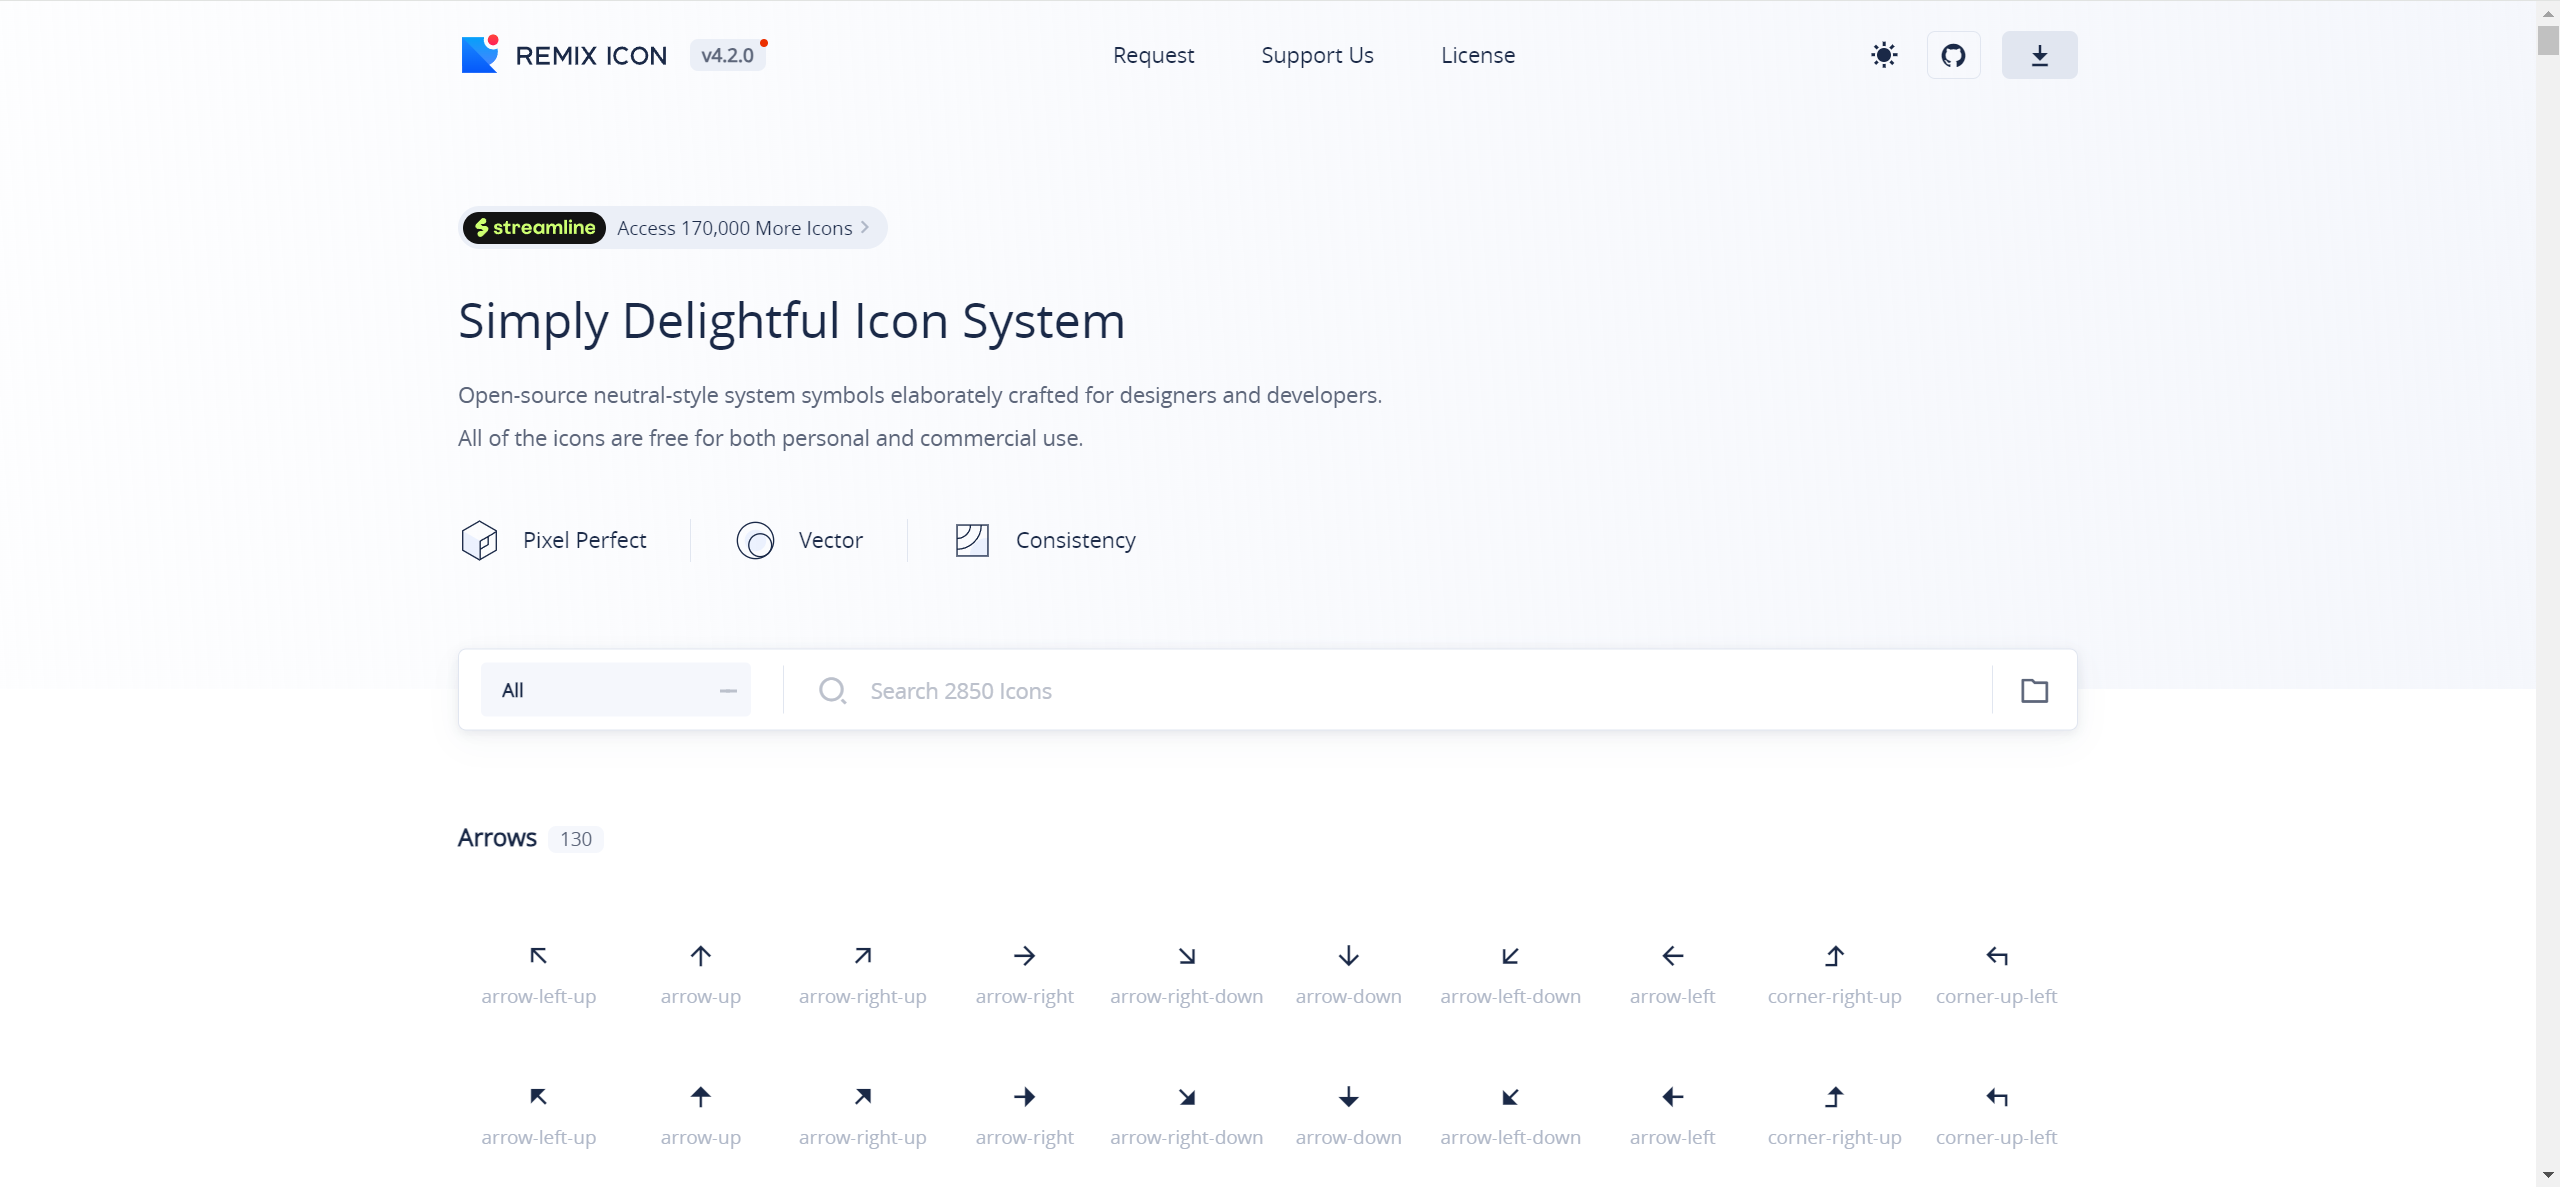 REMIX ICON v4.2.0 Request Support Us License
streamline Access 170,000 More Icons
Simply Delightful Icon System
Open-source neutral-style system symbols elaborately crafted for designers and developers.
All of the icons are free for both personal and commercial use.
Pixel Perfect Vector Consistency
All Search 2850 Icons
Arrows 130
arrow-left-up arrow-up arrow-right-up arrow-right arrow-right-down arrow-down arrow-left-down arrow-left corner-right-up corner-up-left
arrow-left-up arrow-up arrow-right-up arrow-right arrow-right-down arrow-down arrow-left-down arrow-left corner-right-up corner-up-left